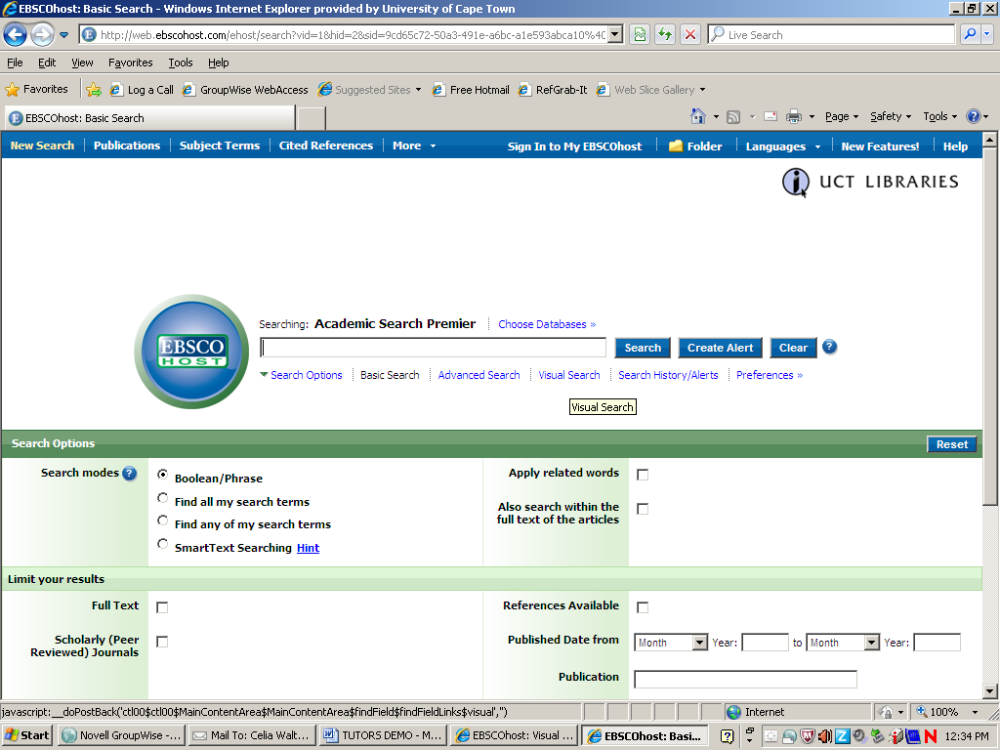 EBSCOhost: Basic Search - Windows Internet Explorer provided by University of Cape Town
http://web.ebscohost.com/ehost/search?vid=1&hid=2&sid=9cd65c72-50a3-491e-a6bc-a1e593abca10%4C
Live Search
File Edit View Favorites Tools Help
Favorites Log a Call GroupWise WebAccess Suggested Sites Free Hotmail RefGrab-It Web Slice Gallery
EBSCOhost: Basic Search
Page Safety Tools
New Search Publications Subject Terms Cited References More Sign In to My EBSCOhost Folder Languages New Features! Help
i UCT LIBRARIES
EBSCO
HOST
Searching: Academic Search Premier Choose Databases »
Search Create Alert Clear ?
Search Options Basic Search Advanced Search Visual Search Search History/Alerts Preferences »
Visual Search
Search Options Reset
Search modes ? Boolean/Phrase
Find all my search terms
Find any of my search terms
SmartText Searching Hint
Apply related words
Also search within the
full text of the articles
Limit your results
Full Text
Scholarly (Peer
Reviewed) Journals
References Available
Published Date from Month Year: to Month Year:
Publication
javascript:__doPostBack('ctl00$ctl00$MainContentArea$MainContentArea$findField$findFieldLinks$visual','') Internet 100%
Start Novell GroupWise -... Mail To: Celia Walt... TUTORS DEMO - M... EBSCOhost: Visual ... EBSCOhost: Basi... 12:34 PM